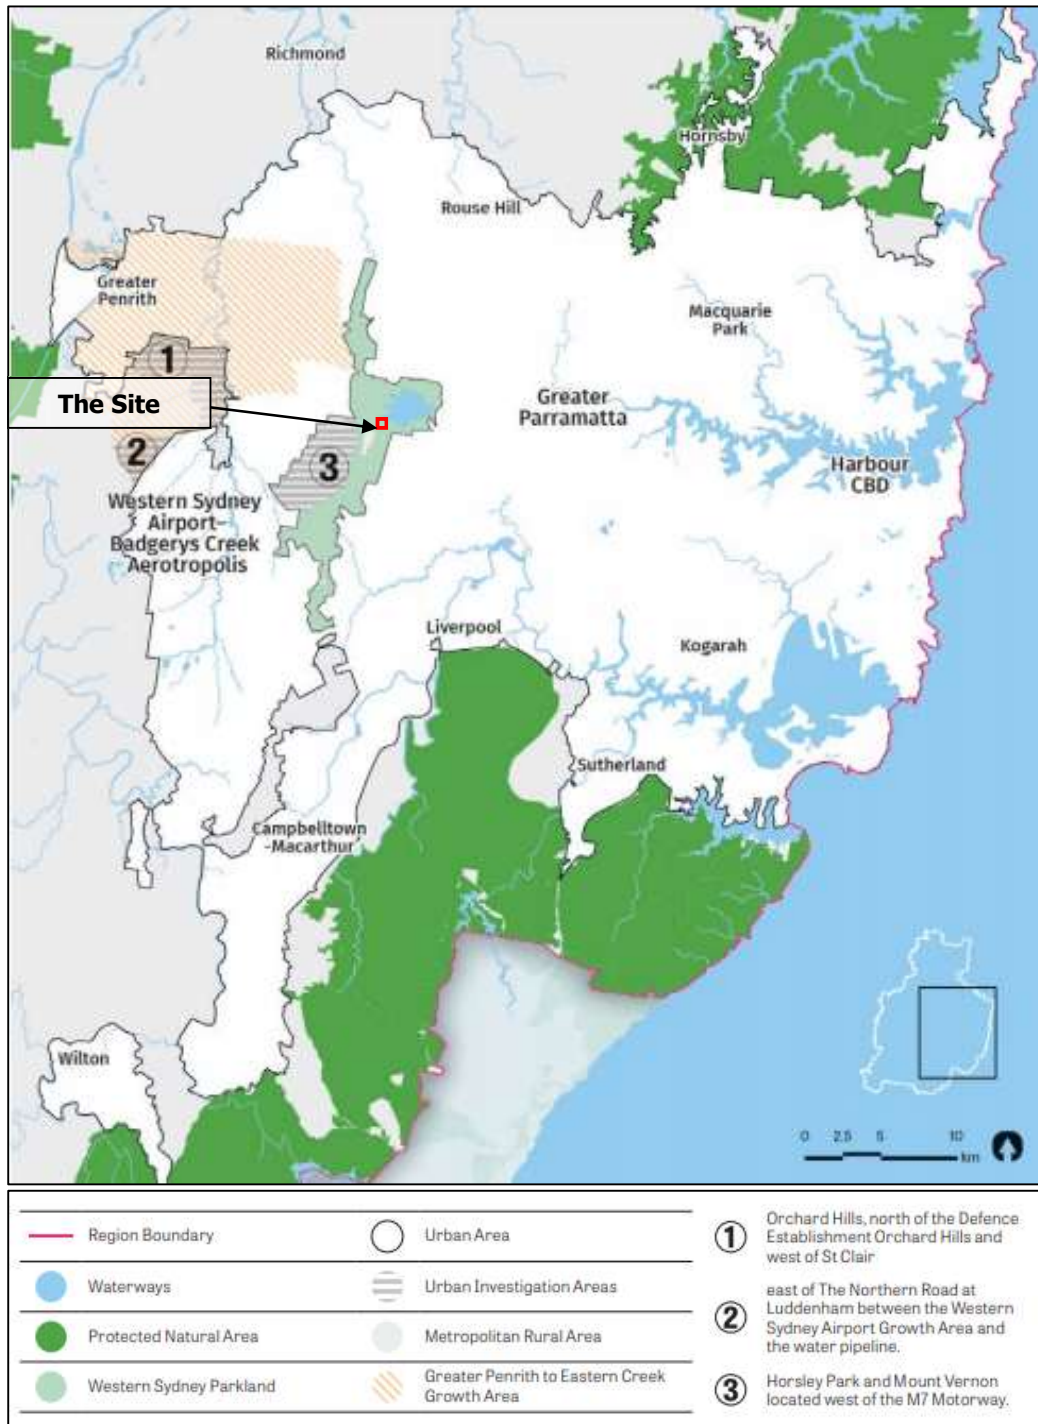 Richmond
Hornsby
Rouse Hill
Greater
Penrith
Macquarie
Park
1
The Site
Greater
Parramatta
2
3
Harbour
CBD
Western Sydney
Airport-
Badgerys Creek
Aerotropolis
Liverpool
Kogarah
Sutherland
Campbelltown
-Macarthur
Wilton
0 2.5 5 10
km
Region Boundary
Waterways
Protected Natural Area
Western Sydney Parkland
Urban Area
Urban Investigation Areas
Metropolitan Rural Area
Greater Penrith to Eastern Creek
Growth Area
1
Orchard Hills, north of the Defence
Establishment Orchard Hills and
west of St Clair
2
east of The Northern Road at
Luddenham between the Western
Sydney Airport Growth Area and
the water pipeline.
3
Horsley Park and Mount Vernon
located west of the M7 Motorway.